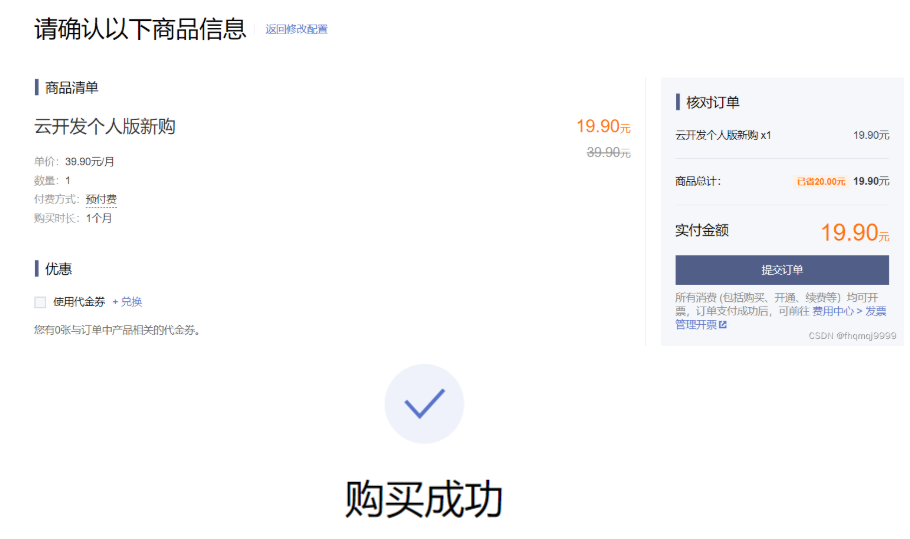 请确认以下商品信息 返回修改配置
商品清单
云开发个人版新购 19.90元
39.90元
单价：39.90元/月
数量：1
付费方式：预付费
购买时长：1个月
优惠
使用代金券 + 兑换
您有0张与订单中产品相关的代金券。
核对订单
云开发个人版新购 x1 19.90元
商品总计： 已省20.00元 19.90元
实付金额 19.90元
提交订单
所有消费 (包括购买、开通、续费等）均可开
票，订单支付成功后，可前往 费用中心 > 发票
管理开票
CSDN @fhqmqj9999
购买成功